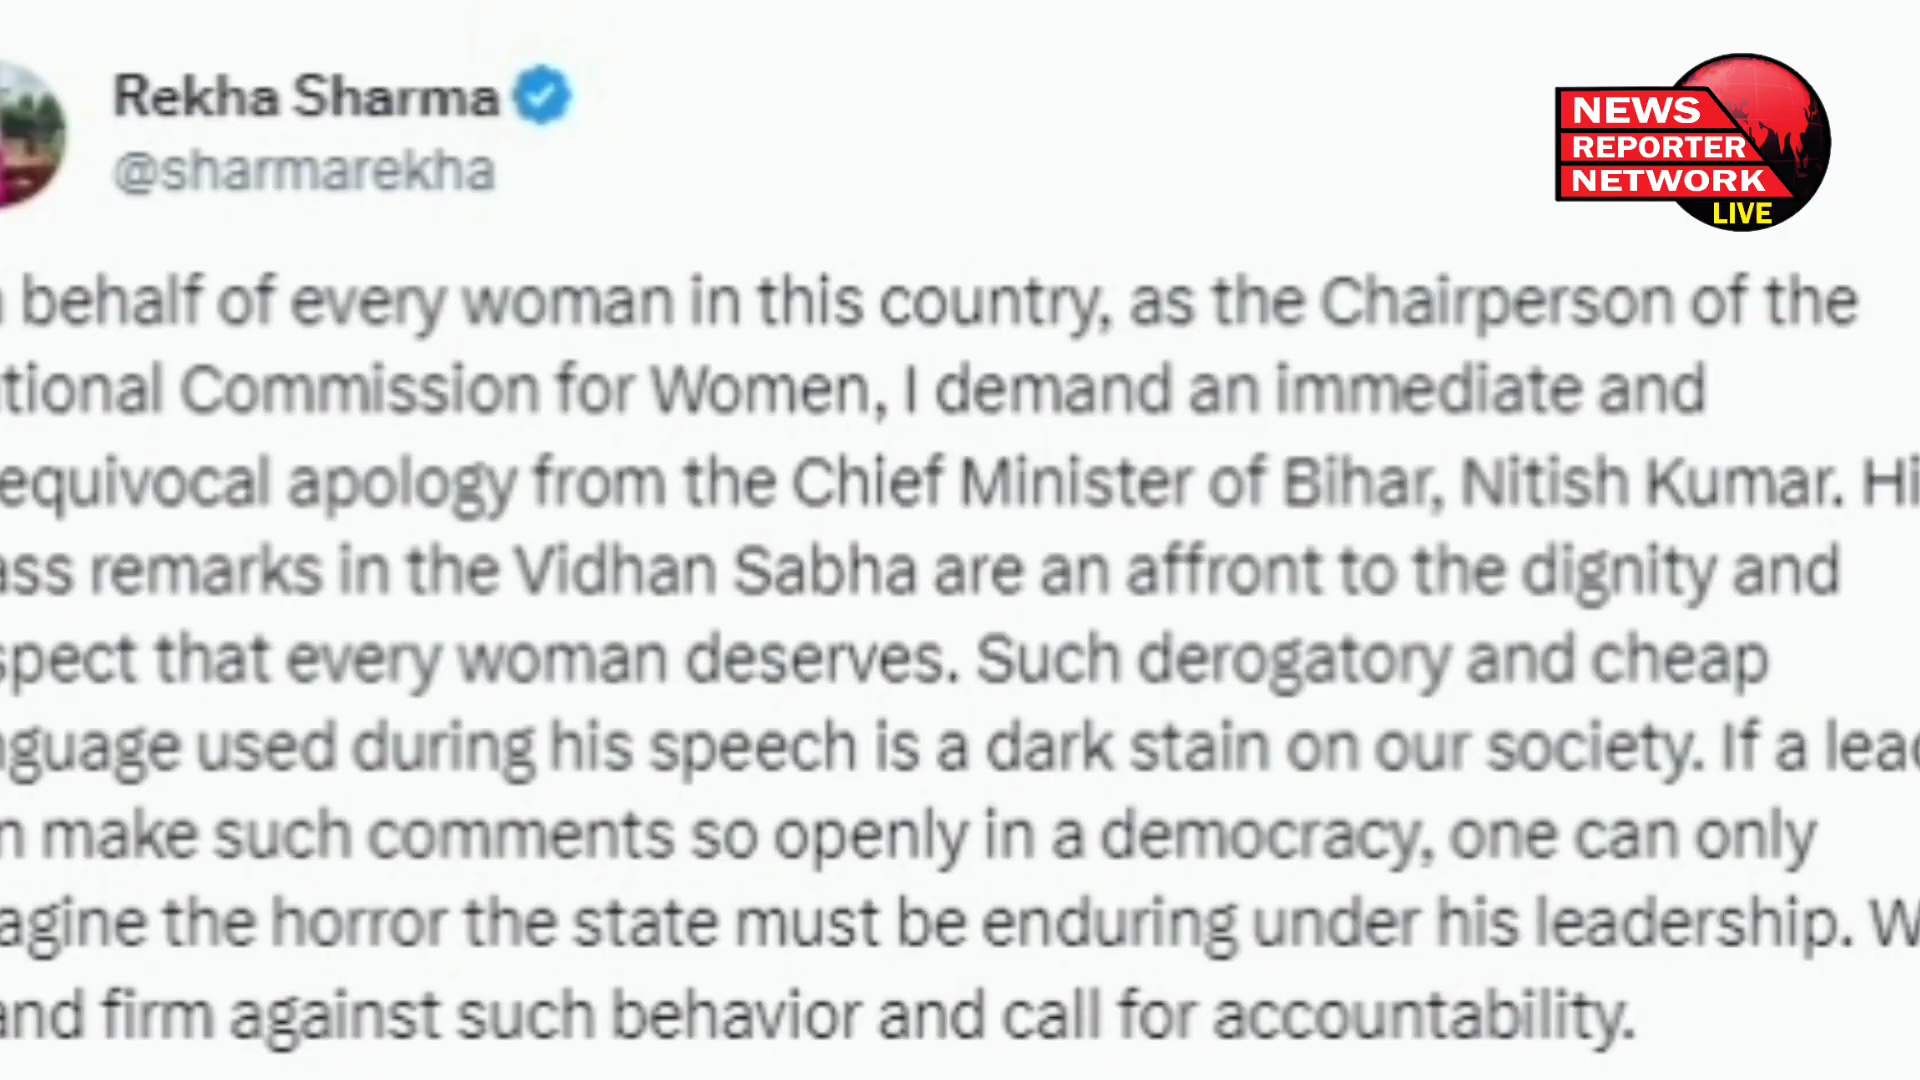 Rekha Sharma
@sharmarekha
NEWS
REPORTER
NETWORK
LIVE
behalf of every woman in this country, as the Chairperson of the
tional Commission for Women, I demand an immediate and
equivocal apology from the Chief Minister of Bihar, Nitish Kumar. Hi
ass remarks in the Vidhan Sabha are an affront to the dignity and
spect that every woman deserves. Such derogatory and cheap
nguage used during his speech is a dark stain on our society. If a lead
n make such comments so openly in a democracy, one can only
agine the horror the state must be enduring under his leadership. W
and firm against such behavior and call for accountability.